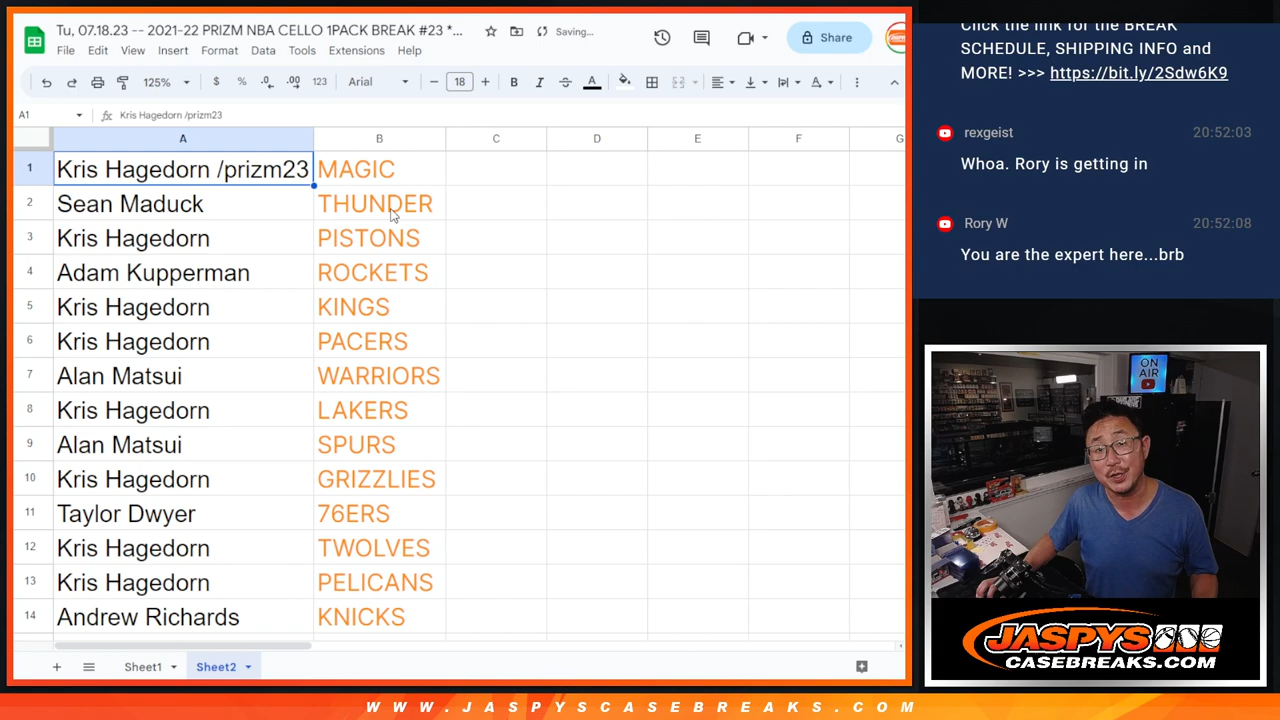 Tu, 07.18.23 -- 2021-22 PRIZM NBA CELLO 1PACK BREAK #23 *...
Saving...
File Edit View Insert Format Data Tools Extensions Help
Share
125% $ % .0 .00 123 Arial − 18 + B I A
A1 fx Kris Hagedorn /prizm23
A B C D E F G
1 Kris Hagedorn /prizm23 MAGIC
2 Sean Maduck THUNDER
3 Kris Hagedorn PISTONS
4 Adam Kupperman ROCKETS
5 Kris Hagedorn KINGS
6 Kris Hagedorn PACERS
7 Alan Matsui WARRIORS
8 Kris Hagedorn LAKERS
9 Alan Matsui SPURS
10 Kris Hagedorn GRIZZLIES
11 Taylor Dwyer 76ERS
12 Kris Hagedorn TWOLVES
13 Kris Hagedorn PELICANS
14 Andrew Richards KNICKS
+ Sheet1 Sheet2
Click the link for the BREAK
SCHEDULE, SHIPPING INFO and
MORE! >>> https://bit.ly/2Sdw6K9
rexgeist 20:52:03
Whoa. Rory is getting in
Rory W 20:52:08
You are the expert here...brb
ON
AIR
JASPYS
CASEBREAKS.COM
WWW.JASPYSCASEBREAKS.COM